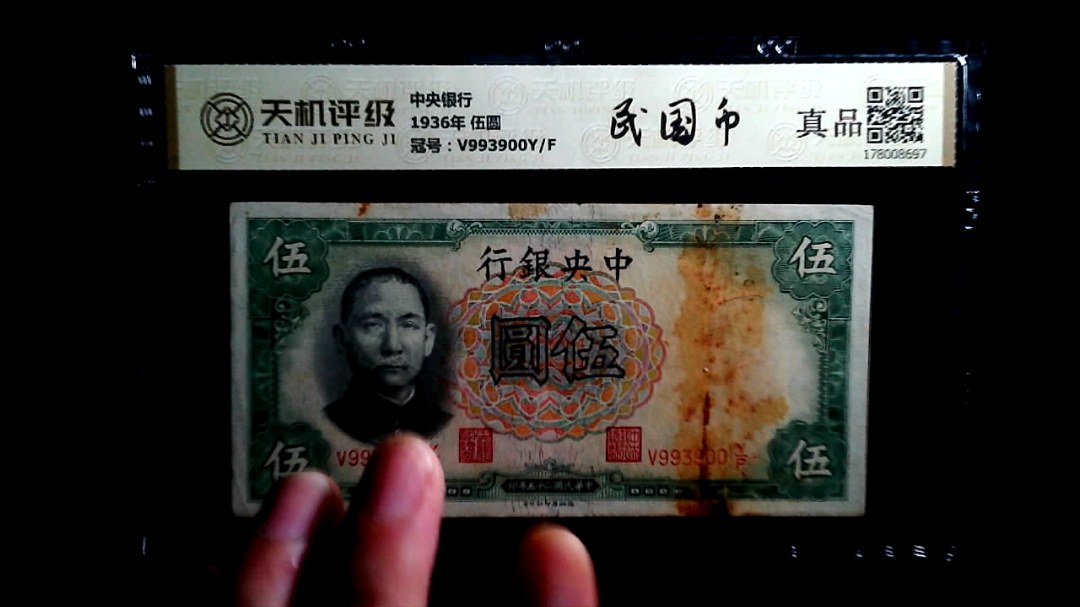 天机评级
TIAN JI PING JI
中央银行
1936年 伍圆
冠号：V993900Y/F
民国币
真品
178008697
伍
行銀央中
伍
圓伍
伍
V99
V993900Y/F
伍